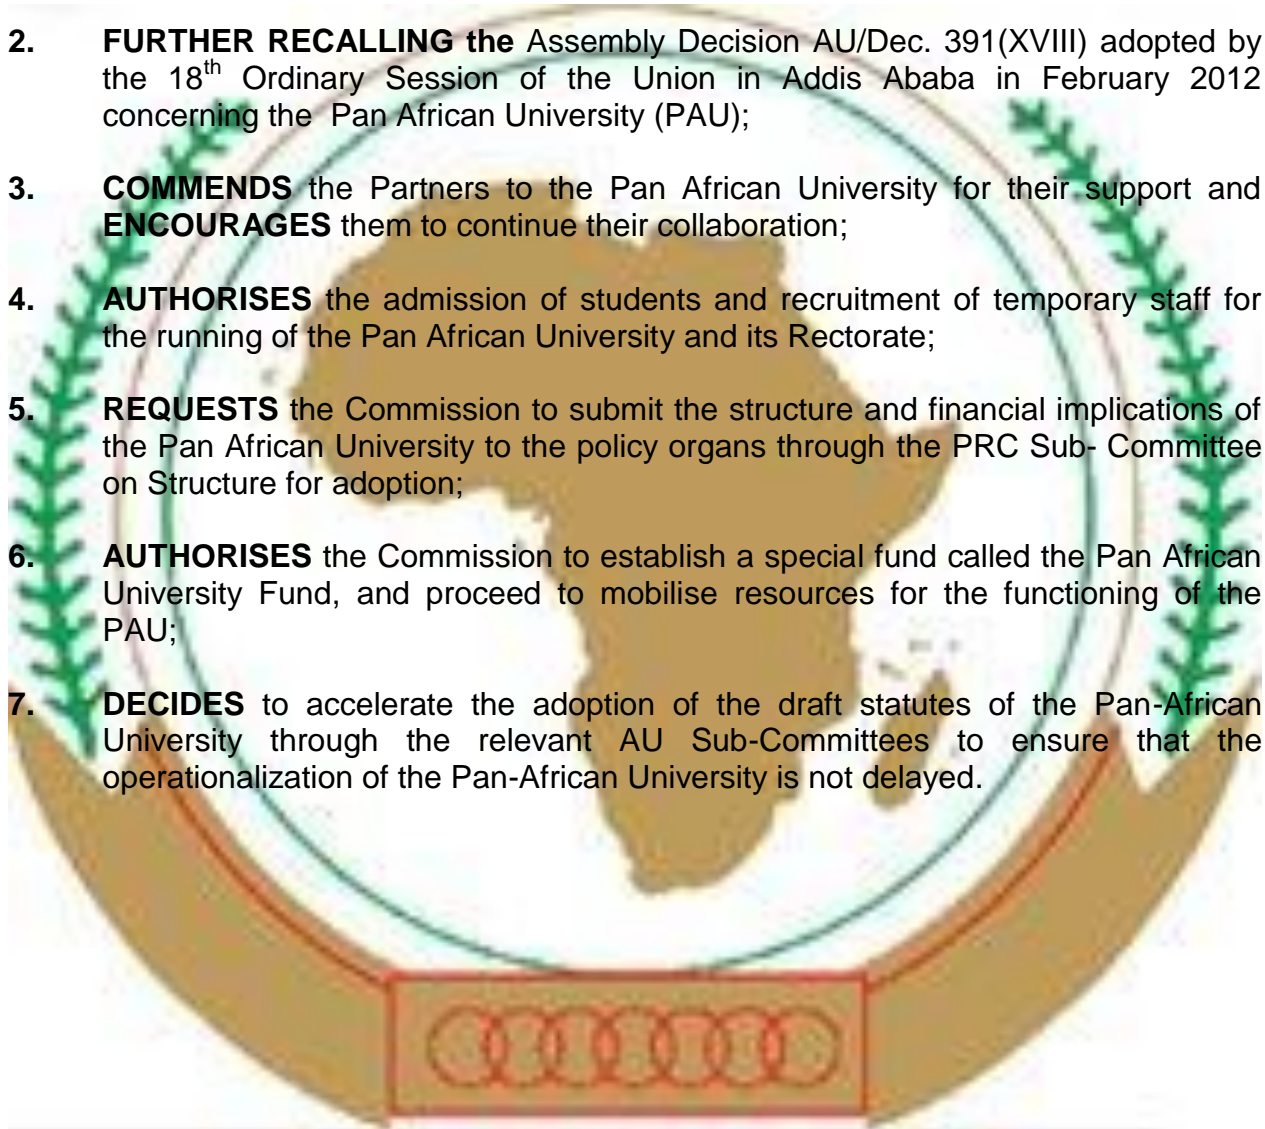 2. FURTHER RECALLING the Assembly Decision AU/Dec. 391(XVIII) adopted by
the 18th Ordinary Session of the Union in Addis Ababa in February 2012
concerning the Pan African University (PAU);
3. COMMENDS the Partners to the Pan African University for their support and
ENCOURAGES them to continue their collaboration;
4. AUTHORISES the admission of students and recruitment of temporary staff for
the running of the Pan African University and its Rectorate;
5. REQUESTS the Commission to submit the structure and financial implications of
the Pan African University to the policy organs through the PRC Sub- Committee
on Structure for adoption;
6. AUTHORISES the Commission to establish a special fund called the Pan African
University Fund, and proceed to mobilise resources for the functioning of the
PAU;
7. DECIDES to accelerate the adoption of the draft statutes of the Pan-African
University through the relevant AU Sub-Committees to ensure that the
operationalization of the Pan-African University is not delayed.